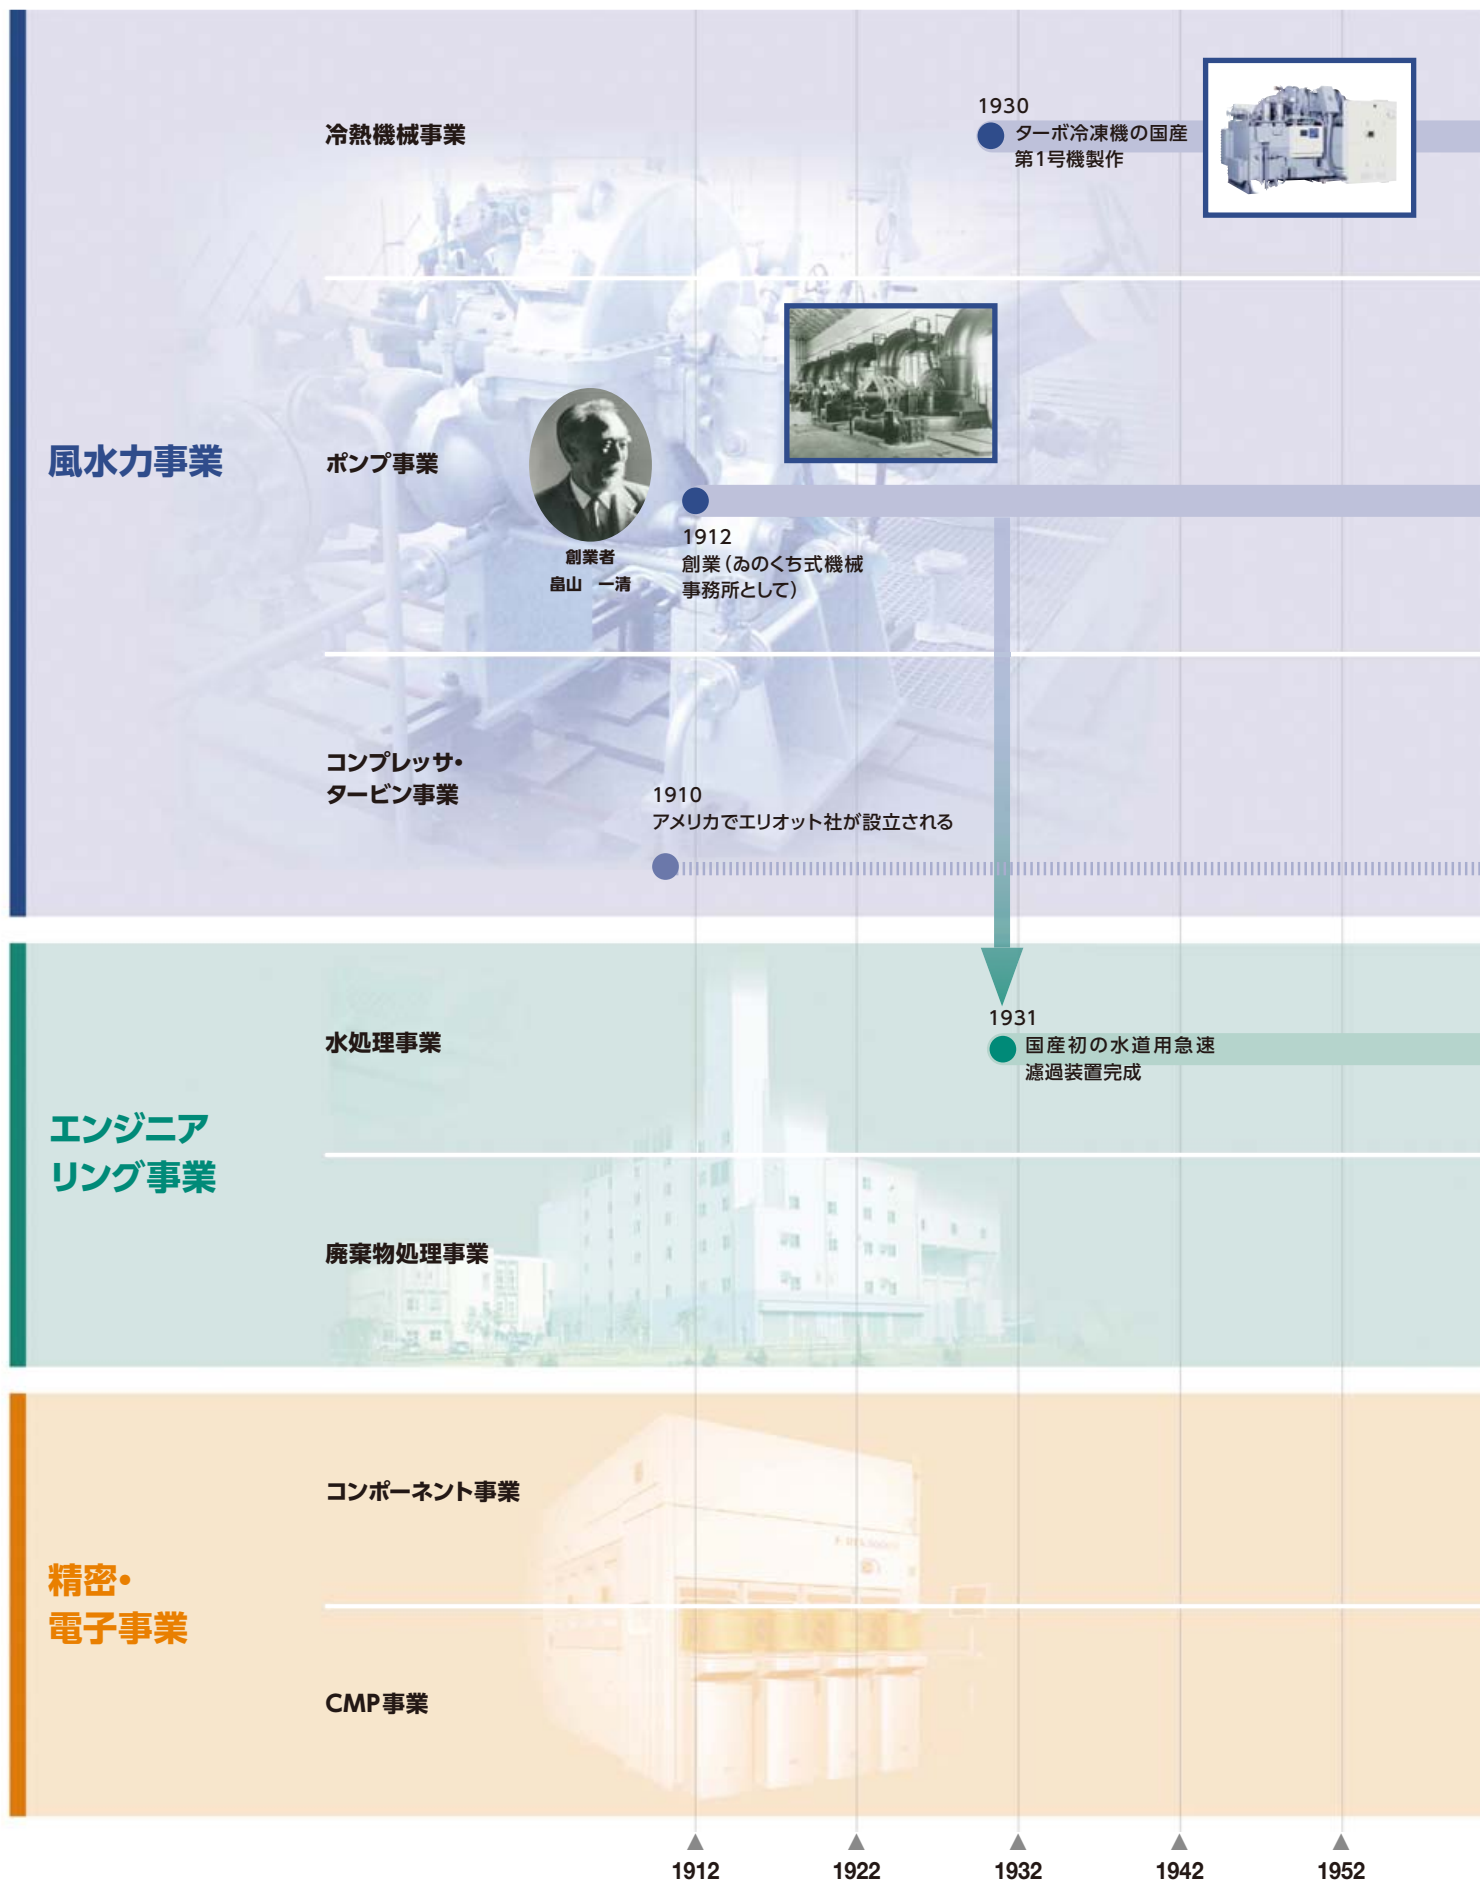 風水力事業
冷熱機械事業
1930
ターボ冷凍機の国産
第1号機製作
ポンプ事業
創業者
畠山 一清
1912
創業（ゐのくち式機械
事務所として）
コンプレッサ・
タービン事業
1910
アメリカでエリオット社が設立される
エンジニア
リング事業
水処理事業
1931
国産初の水道用急速
濾過装置完成
廃棄物処理事業
精密・
電子事業
コンポーネント事業
CMP事業
1912
1922
1932
1942
1952